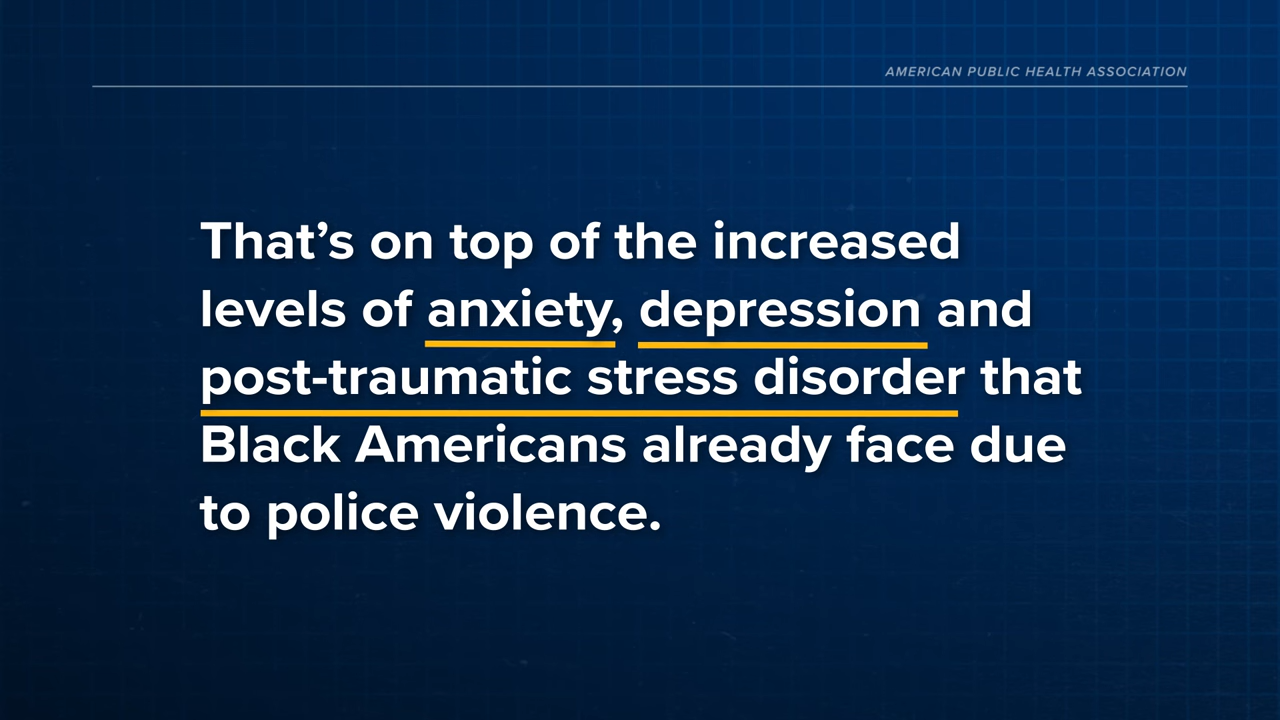 AMERICAN PUBLIC HEALTH ASSOCIATION
That’s on top of the increased
levels of anxiety, depression and
post-traumatic stress disorder that
Black Americans already face due
to police violence.